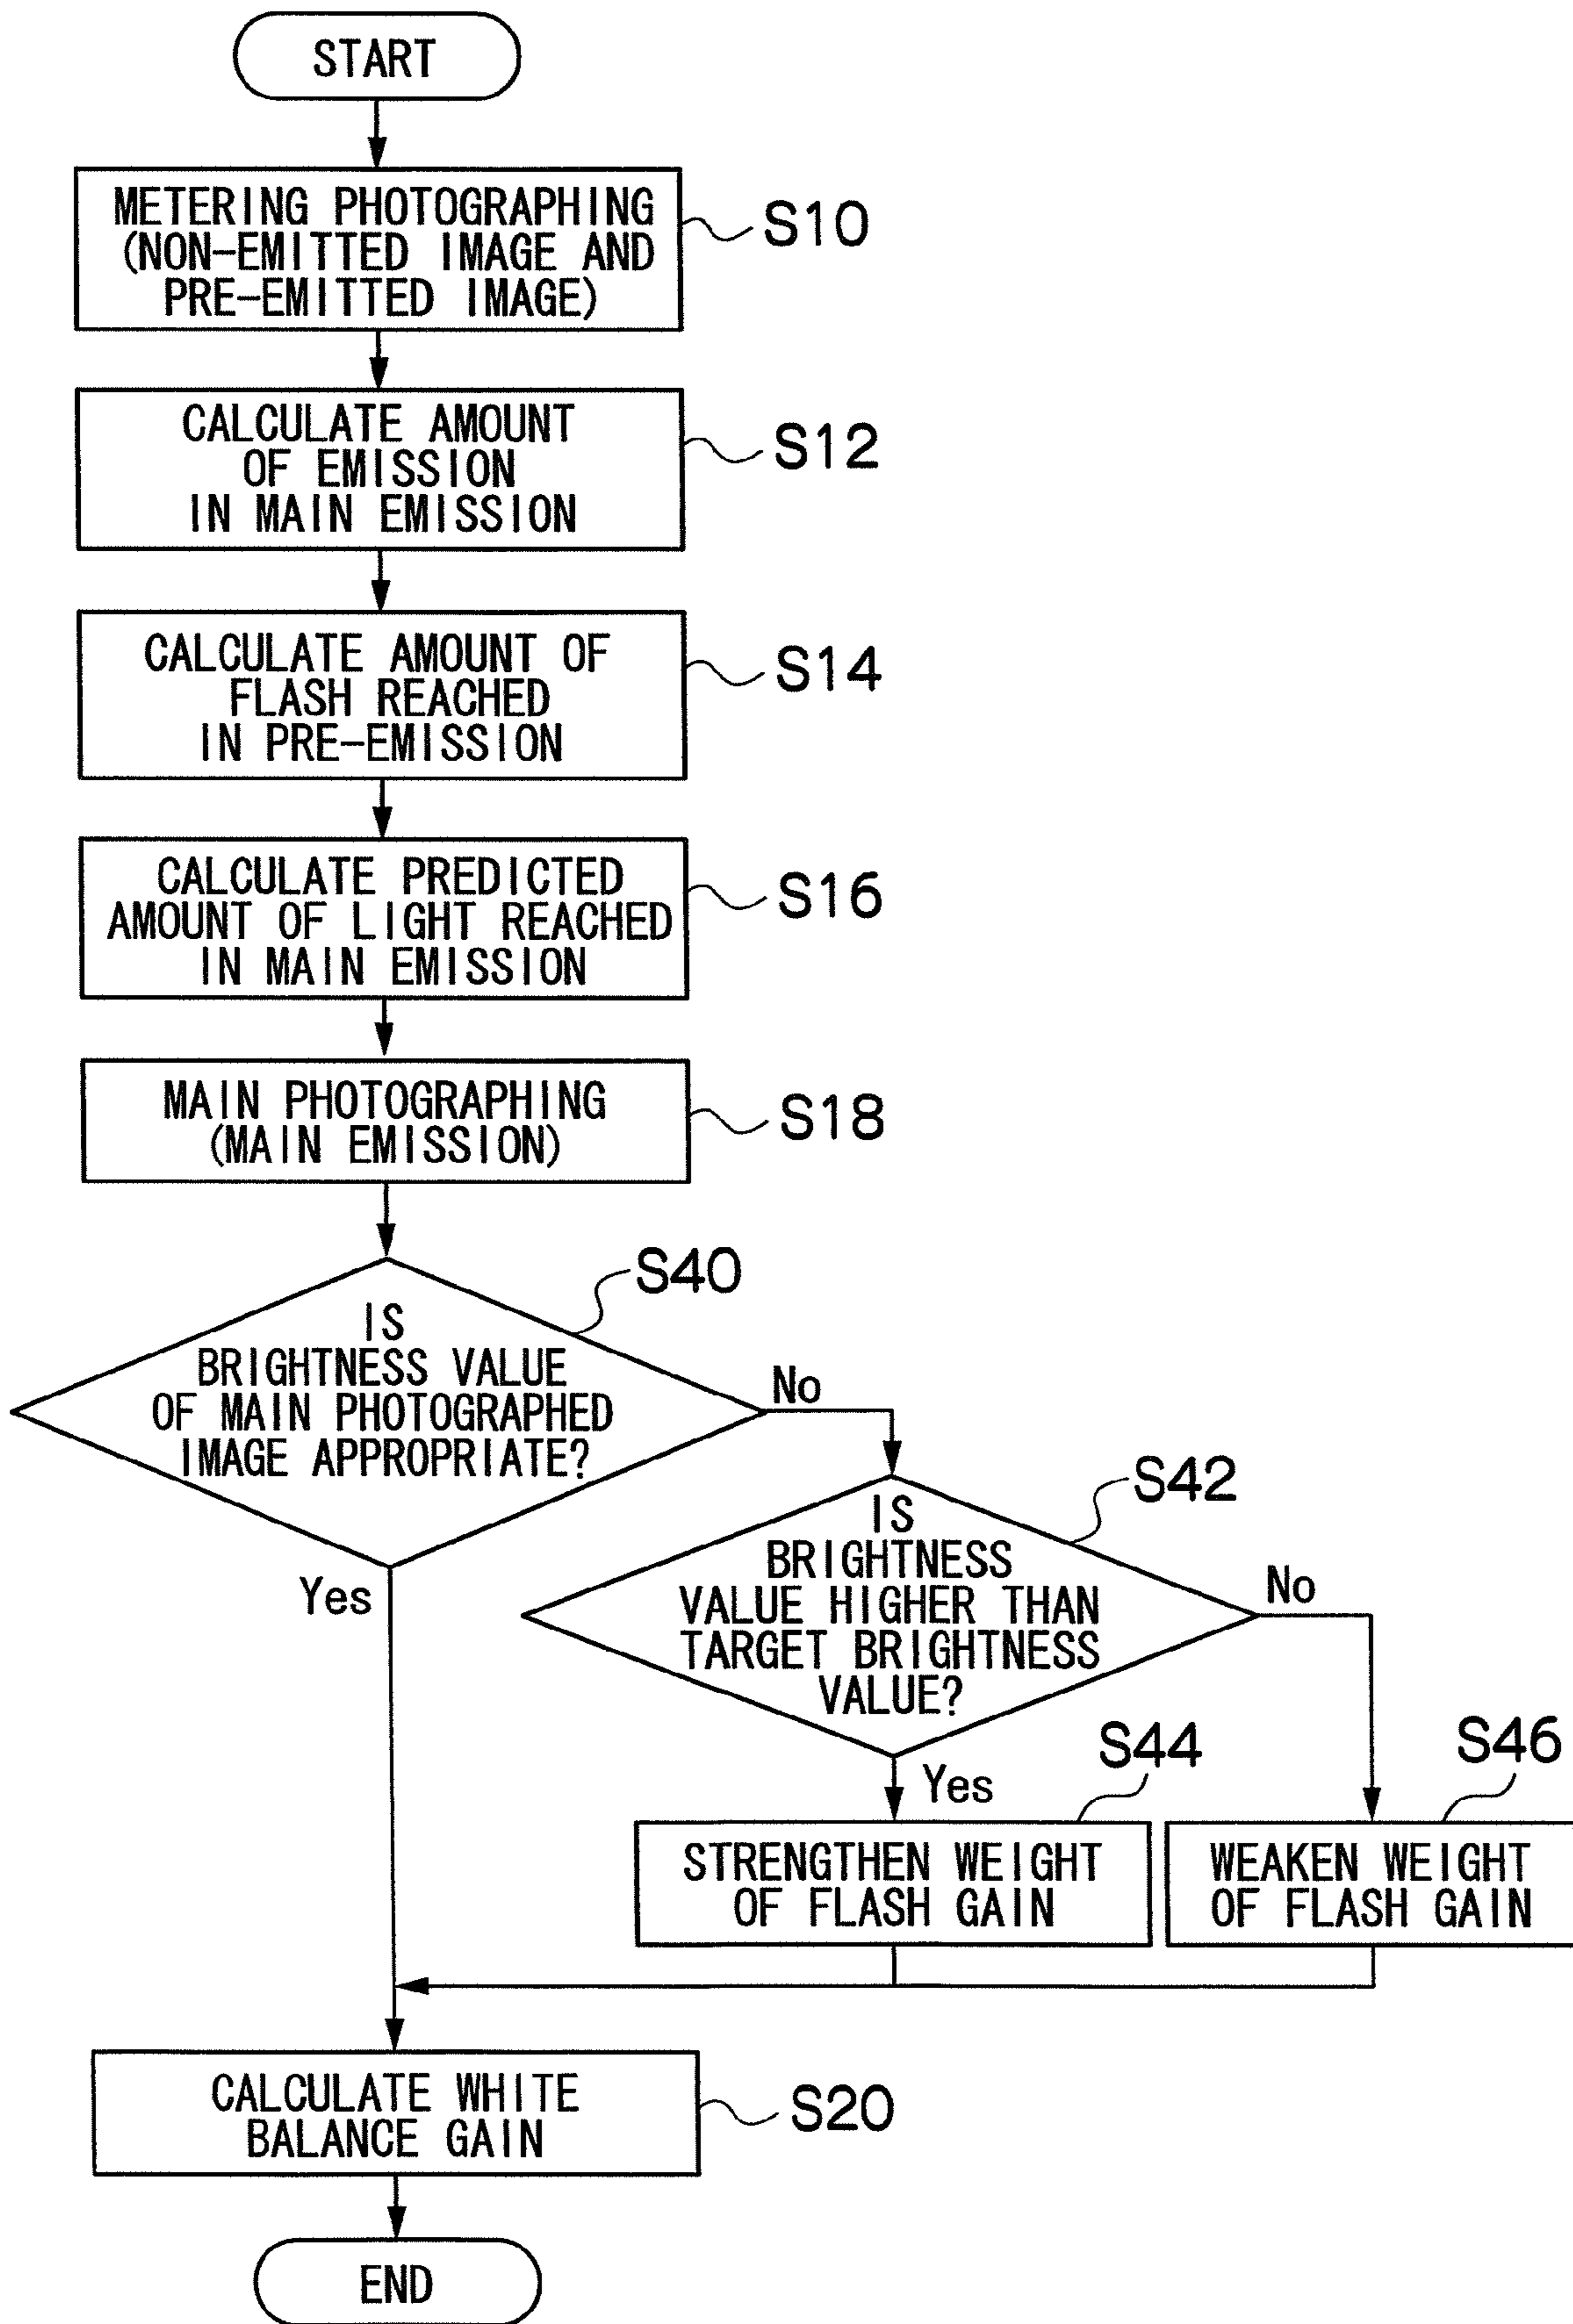 START
METERING PHOTOGRAPHING
(NON-EMITTED IMAGE AND
PRE-EMITTED IMAGE)
S10
CALCULATE AMOUNT
OF EMISSION
IN MAIN EMISSION
S12
CALCULATE AMOUNT OF
FLASH REACHED
IN PRE-EMISSION
S14
CALCULATE PREDICTED
AMOUNT OF LIGHT REACHED
IN MAIN EMISSION
S16
MAIN PHOTOGRAPHING
(MAIN EMISSION)
S18
S40
IS
BRIGHTNESS VALUE
OF MAIN PHOTOGRAPHED
IMAGE APPROPRIATE?
No
Yes
S42
IS
BRIGHTNESS
VALUE HIGHER THAN
TARGET BRIGHTNESS
VALUE?
No
Yes
S44
STRENGTHEN WEIGHT
OF FLASH GAIN
S46
WEAKEN WEIGHT
OF FLASH GAIN
CALCULATE WHITE
BALANCE GAIN
S20
END